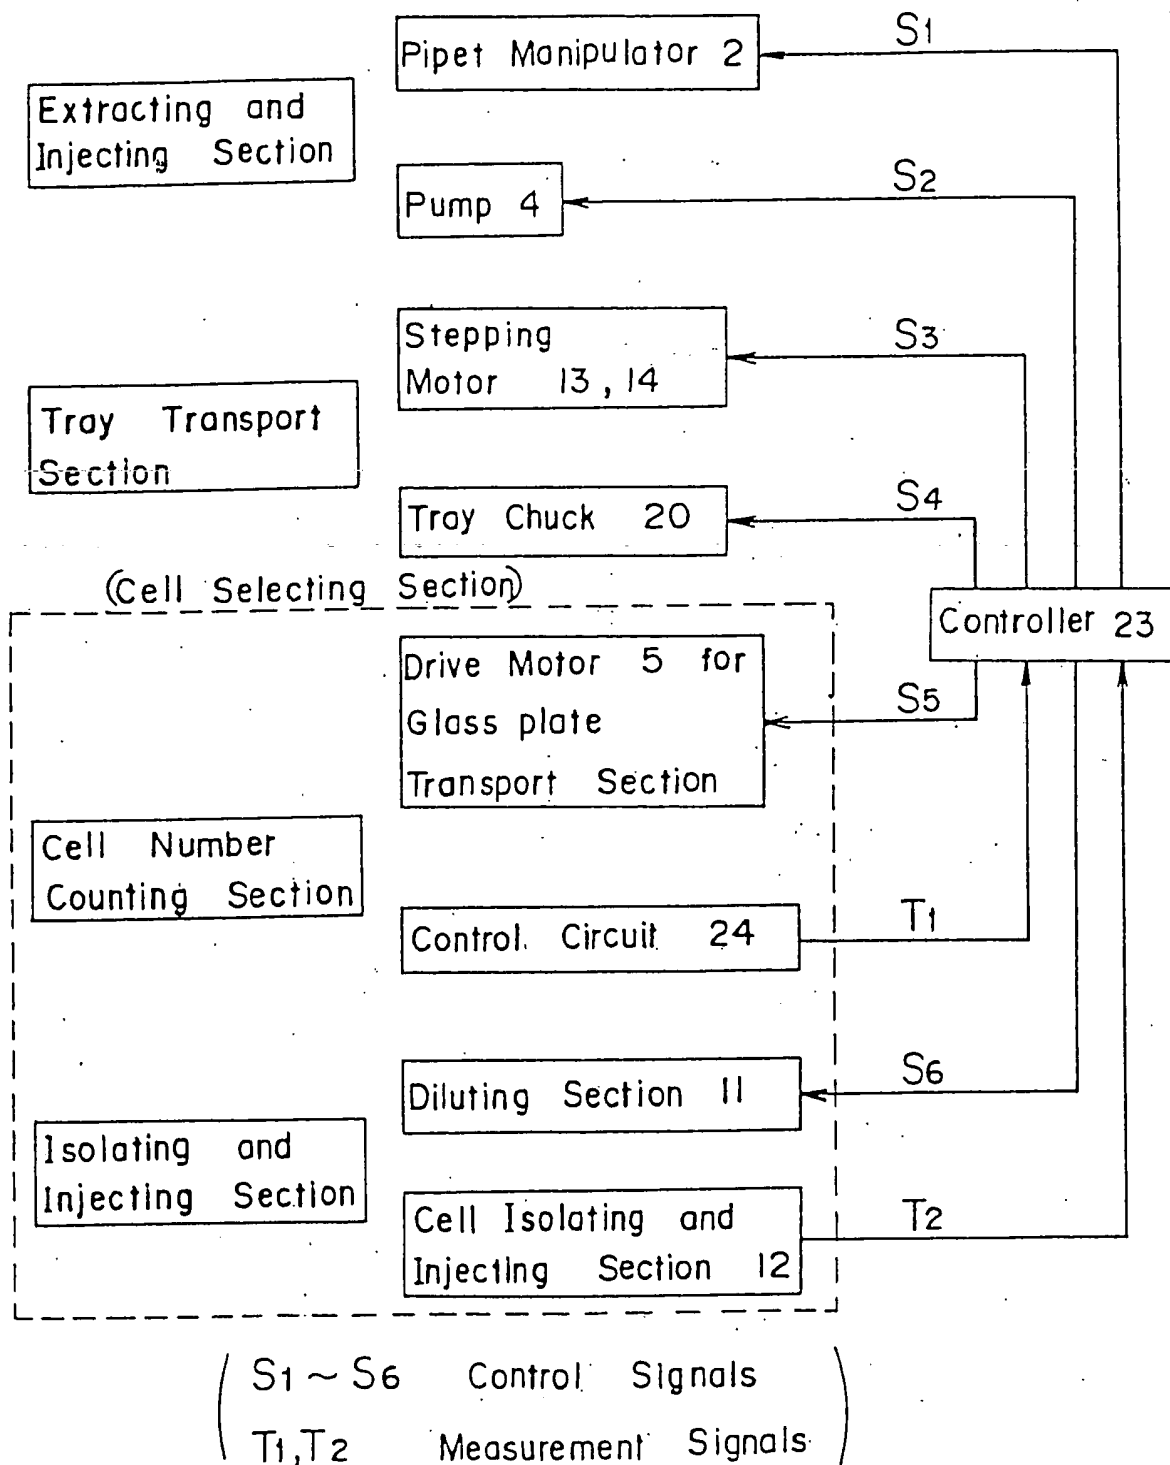 S1
Pipet Manipulator 2
Extracting and
Injecting Section
S2
Pump 4
Stepping
Motor 13, 14
S3
Tray Transport
Section
S4
Tray Chuck 20
(Cell Selecting Section)
Controller 23
Drive Motor 5 for
Glass plate
Transport Section
S5
Cell Number
Counting Section
Control Circuit 24
T1
Diluting Section 11
S6
Isolating and
Injecting Section
Cell Isolating and
Injecting Section 12
T2
S1 ~ S6 Control Signals
T1,T2 Measurement Signals